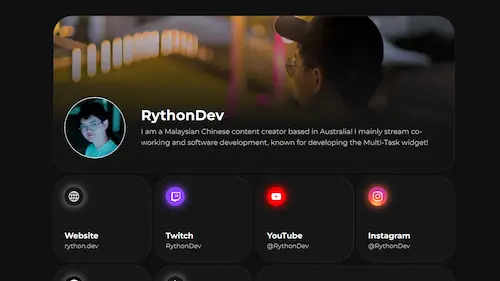 RythonDev
I am a Malaysian Chinese content creator based in Australia! I mainly stream co-
working and software development, known for developing the Multi-Task widget!
Website
rython.dev
Twitch
RythonDev
YouTube
@RythonDev
Instagram
@RythonDev